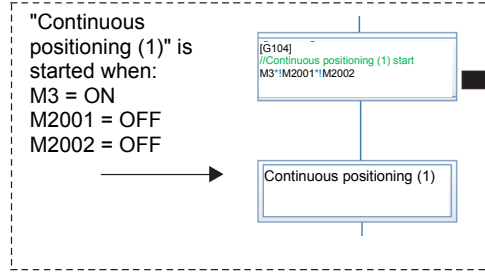 "Continuous
positioning (1)" is
started when:
M3 = ON
M2001 = OFF
M2002 = OFF
[G104]
//Continuous positioning (1) start
M3*!M2001*!M2002
Continuous positioning (1)